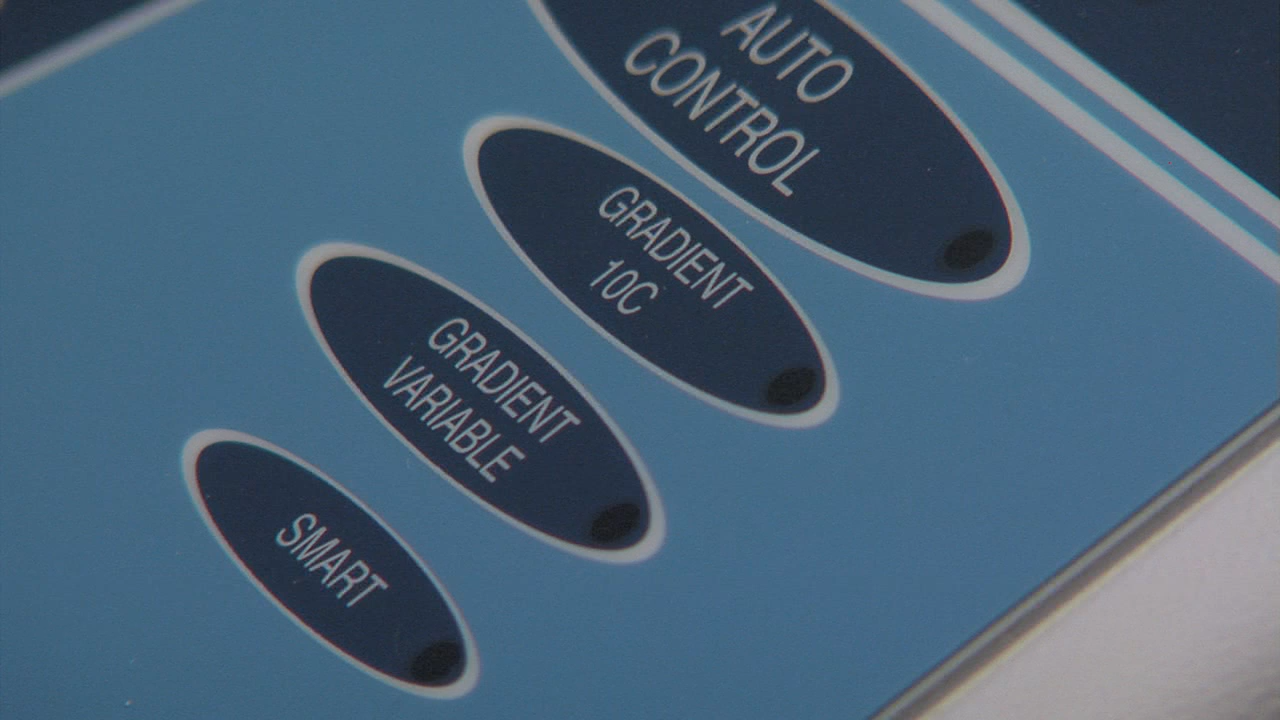 AUTO
CONTROL
GRADIENT
10C
GRADIENT
VARIABLE
SMART